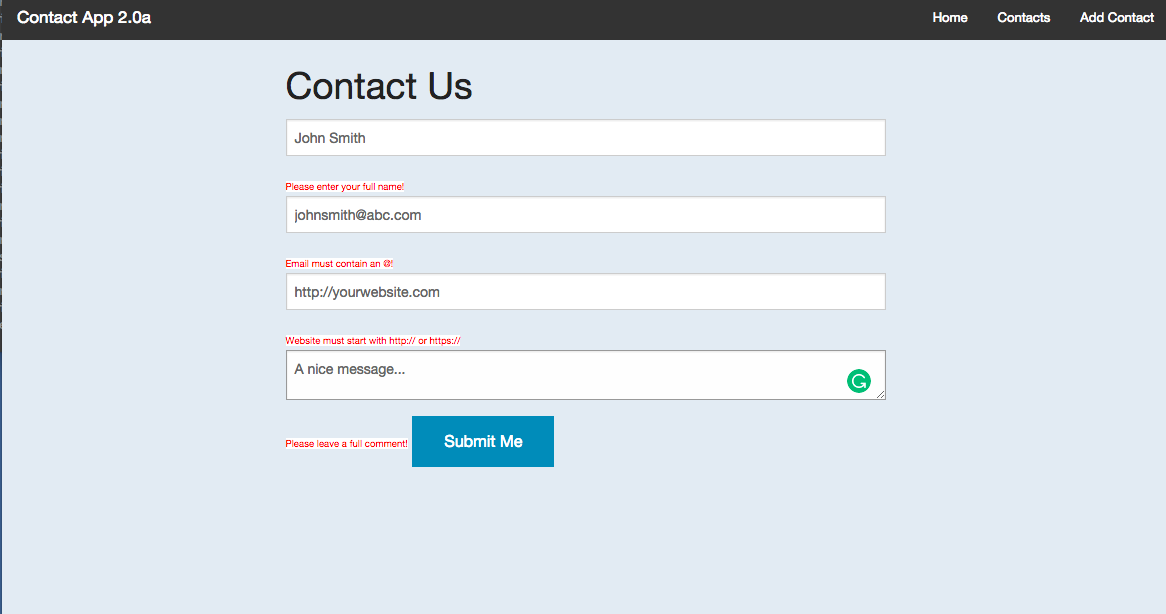 Contact App 2.0a Home Contacts Add Contact
Contact Us
John Smith
Please enter your full name!
johnsmith@abc.com
Email must contain an @!
http://yourwebsite.com
Website must start with http:// or https://
A nice message...
Please leave a full comment! Submit Me